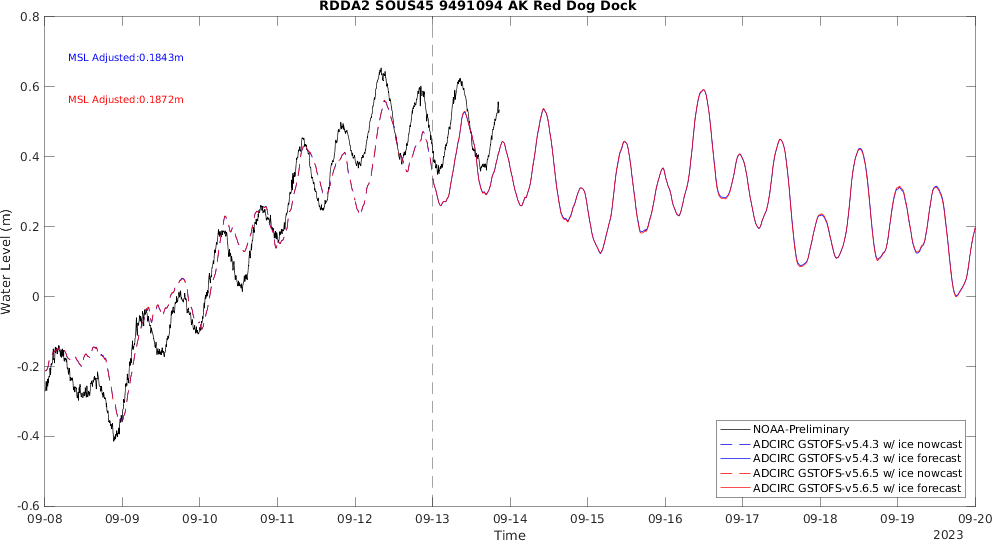 RDDA2 SOUS45 9491094 AK Red Dog Dock
MSL Adjusted:0.1843m
MSL Adjusted:0.1872m
Water Level (m)
0.8
0.6
0.4
0.2
0
-0.2
-0.4
-0.6
NOAA-Preliminary
ADCIRC GSTOFS-v5.4.3 w/ ice nowcast
ADCIRC GSTOFS-v5.4.3 w/ ice forecast
ADCIRC GSTOFS-v5.6.5 w/ ice nowcast
ADCIRC GSTOFS-v5.6.5 w/ ice forecast
09-08 09-09 09-10 09-11 09-12 09-13 09-14 09-15 09-16 09-17 09-18 09-19 09-20
Time
2023